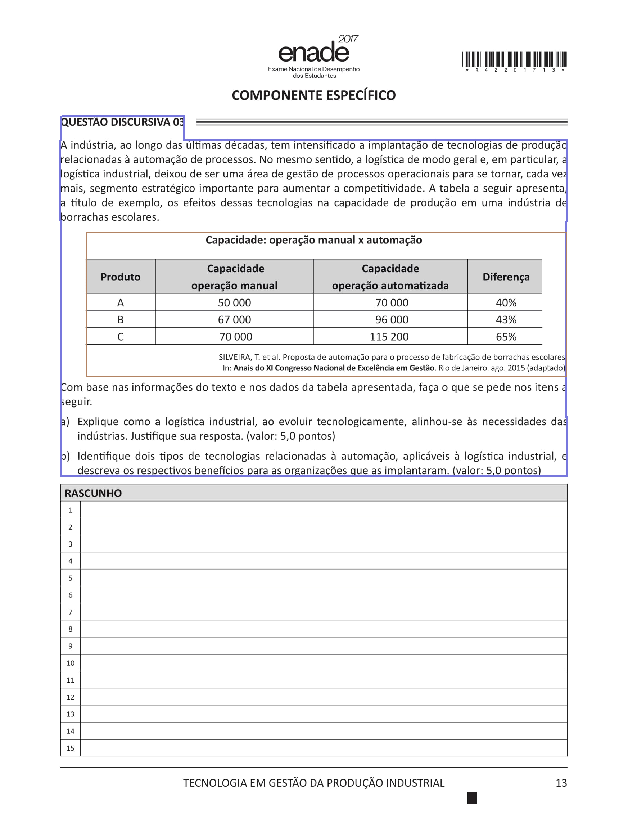 enade 2017
Exame Nacional de Desempenho
dos Estudantes
*R4220171 3*
COMPONENTE ESPECÍFICO
QUESTÃO DISCURSIVA 03
A indústria, ao longo das últimas décadas, tem intensificado a implantação de tecnologias de produção
relacionadas à automação de processos. No mesmo sentido, a logística de modo geral e, em particular, a
logística industrial, deixou de ser uma área de gestão de processos operacionais para se tornar, cada vez
mais, segmento estratégico importante para aumentar a competitividade. A tabela a seguir apresenta,
a título de exemplo, os efeitos dessas tecnologias na capacidade de produção em uma indústria de
borrachas escolares.
Capacidade: operação manual x automação
Produto Capacidade operação manual Capacidade operação automatizada Diferença
A 50 000 70 000 40%
B 67 000 96 000 43%
C 70 000 115 200 65%
SILVEIRA, T. et al. Proposta de automação para o processo de fabricação de borrachas escolares.
In: Anais do XI Congresso Nacional de Excelência em Gestão. Rio de Janeiro, ago. 2015 (adaptado).
Com base nas informações do texto e nos dados da tabela apresentada, faça o que se pede nos itens a
seguir.
a) Explique como a logística industrial, ao evoluir tecnologicamente, alinhou-se às necessidades das
indústrias. Justifique sua resposta. (valor: 5,0 pontos)
b) Identifique dois tipos de tecnologias relacionadas à automação, aplicáveis à logística industrial, e
descreva os respectivos benefícios para as organizações que as implantaram. (valor: 5,0 pontos)
RASCUNHO
1
2
3
4
5
6
7
8
9
10
11
12
13
14
15
TECNOLOGIA EM GESTÃO DA PRODUÇÃO INDUSTRIAL 13